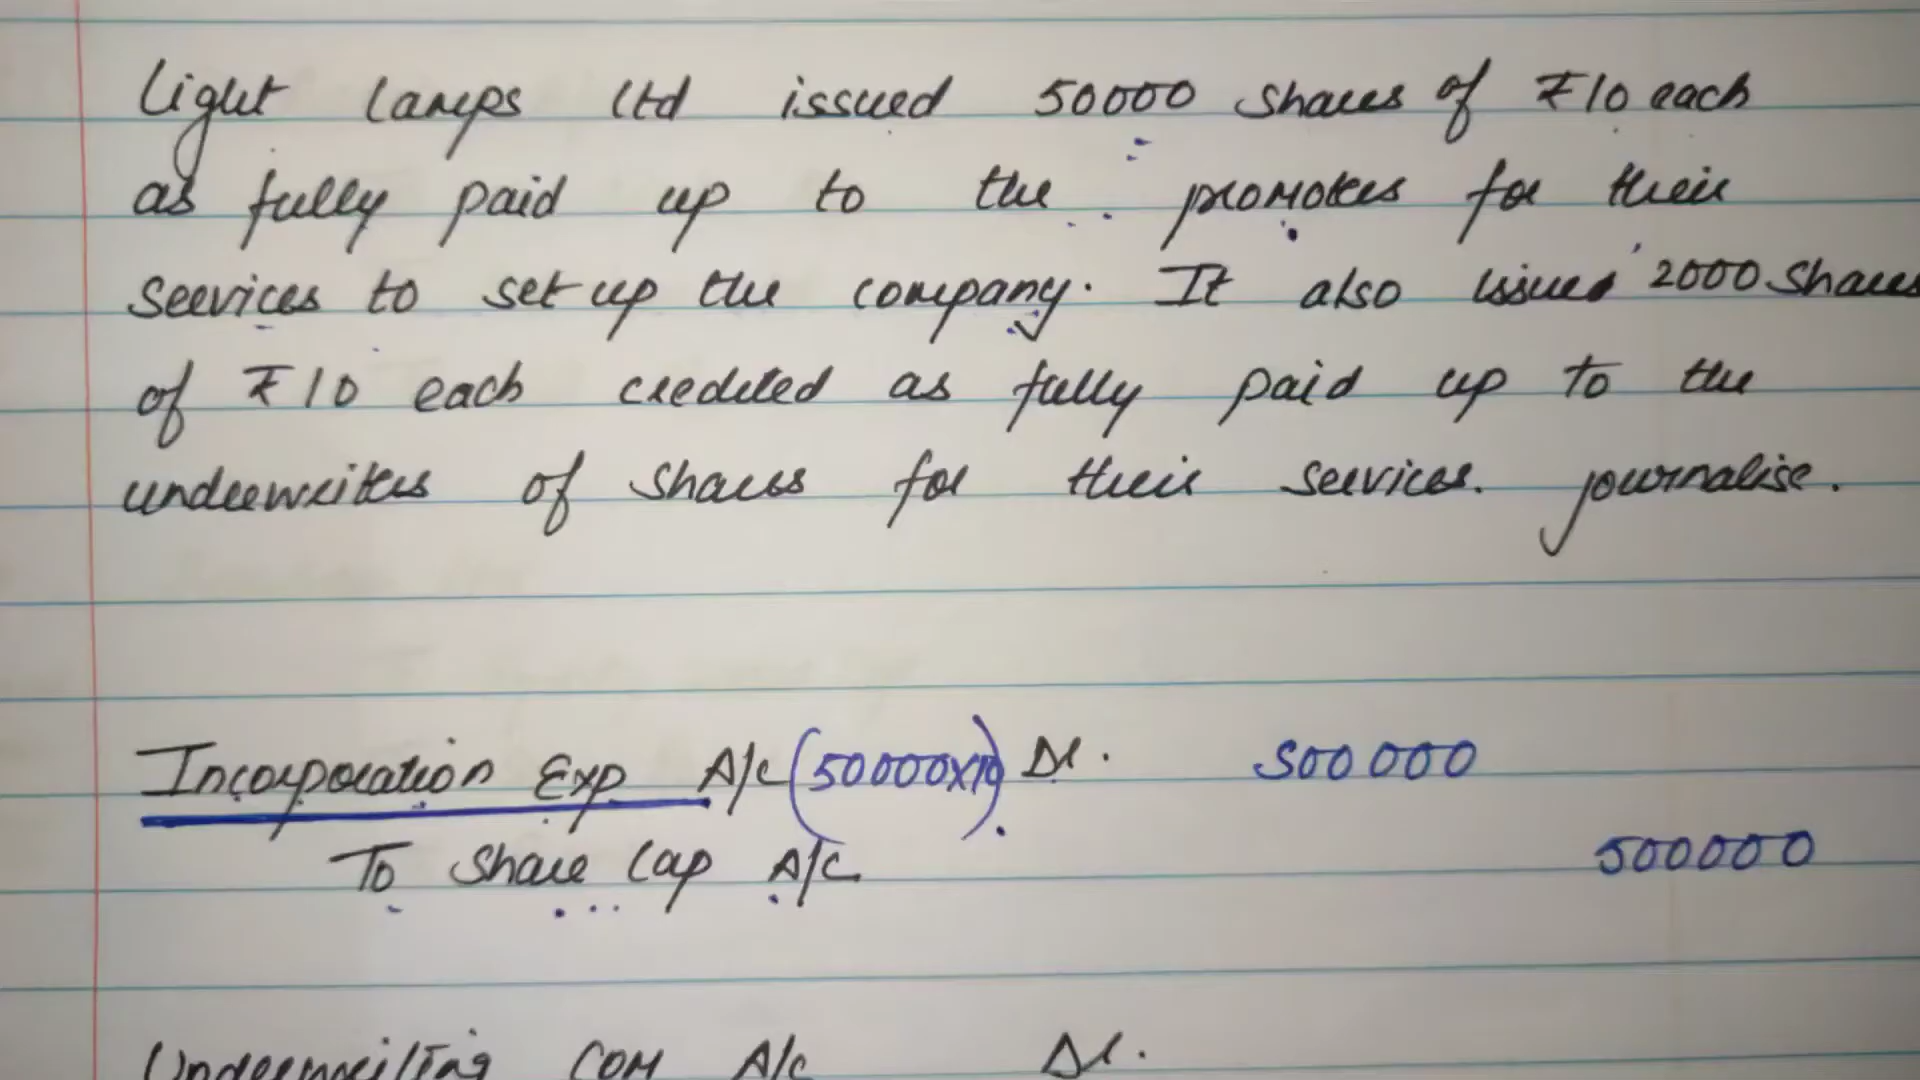 Light Lamps Ltd issued 50000 shares of ₹10 each
as fully paid up to the promoters for their
services to set up the company. It also issued 2000 shares
of ₹10 each credited as fully paid up to the
underwriters of shares for their services. journalise.
Incorporation Exp A/c (50000x10) Dr. 500000
To Share Cap A/c 500000
Underwriting Com A/c Dr.